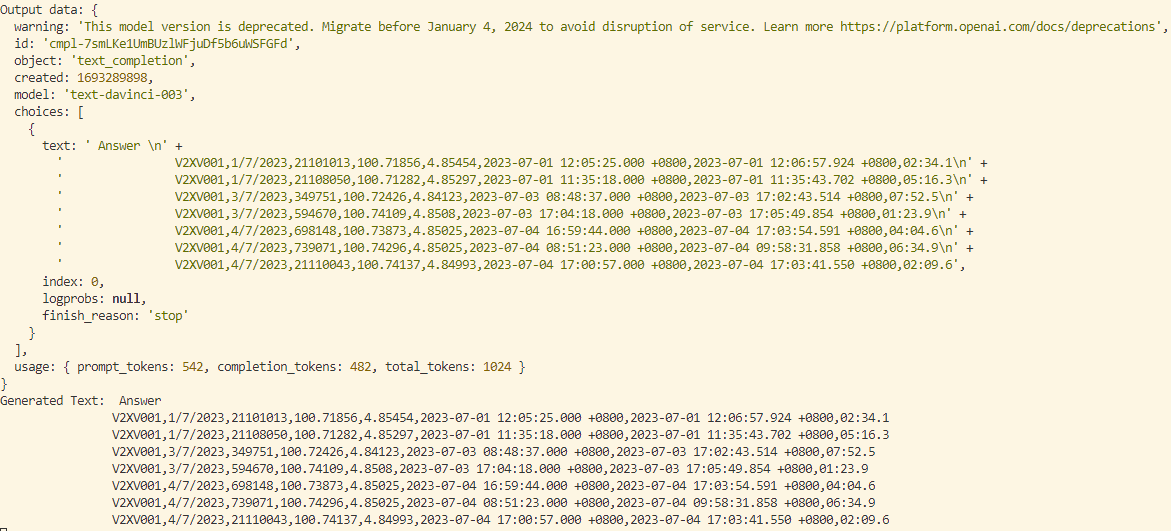 Output data: {
  warning: 'This model version is deprecated. Migrate before January 4, 2024 to avoid disruption of service. Learn more https://platform.openai.com/docs/deprecations',
  id: 'cmpl-7smLKe1UmBUzlWFjuDf5b6uWSFGFd',
  object: 'text_completion',
  created: 1693289898,
  model: 'text-davinci-003',
  choices: [
    {
      text: ' Answer \n' +
        '               V2XV001,1/7/2023,21101013,100.71856,4.85454,2023-07-01 12:05:25.000 +0800,2023-07-01 12:06:57.924 +0800,02:34.1\n' +
        '               V2XV001,1/7/2023,21108050,100.71282,4.85297,2023-07-01 11:35:18.000 +0800,2023-07-01 11:35:43.702 +0800,05:16.3\n' +
        '               V2XV001,3/7/2023,349751,100.72426,4.84123,2023-07-03 08:48:37.000 +0800,2023-07-03 17:02:43.514 +0800,07:52.5\n' +
        '               V2XV001,3/7/2023,594670,100.74109,4.8508,2023-07-03 17:04:18.000 +0800,2023-07-03 17:05:49.854 +0800,01:23.9\n' +
        '               V2XV001,4/7/2023,698148,100.73873,4.85025,2023-07-04 16:59:44.000 +0800,2023-07-04 17:03:54.591 +0800,04:04.6\n' +
        '               V2XV001,4/7/2023,739071,100.74296,4.85025,2023-07-04 08:51:23.000 +0800,2023-07-04 09:58:31.858 +0800,06:34.9\n' +
        '               V2XV001,4/7/2023,21110043,100.74137,4.84993,2023-07-04 17:00:57.000 +0800,2023-07-04 17:03:41.550 +0800,02:09.6',
      index: 0,
      logprobs: null,
      finish_reason: 'stop'
    }
  ],
  usage: { prompt_tokens: 542, completion_tokens: 482, total_tokens: 1024 }
}
Generated Text:  Answer
               V2XV001,1/7/2023,21101013,100.71856,4.85454,2023-07-01 12:05:25.000 +0800,2023-07-01 12:06:57.924 +0800,02:34.1
               V2XV001,1/7/2023,21108050,100.71282,4.85297,2023-07-01 11:35:18.000 +0800,2023-07-01 11:35:43.702 +0800,05:16.3
               V2XV001,3/7/2023,349751,100.72426,4.84123,2023-07-03 08:48:37.000 +0800,2023-07-03 17:02:43.514 +0800,07:52.5
               V2XV001,3/7/2023,594670,100.74109,4.8508,2023-07-03 17:04:18.000 +0800,2023-07-03 17:05:49.854 +0800,01:23.9
               V2XV001,4/7/2023,698148,100.73873,4.85025,2023-07-04 16:59:44.000 +0800,2023-07-04 17:03:54.591 +0800,04:04.6
               V2XV001,4/7/2023,739071,100.74296,4.85025,2023-07-04 08:51:23.000 +0800,2023-07-04 09:58:31.858 +0800,06:34.9
               V2XV001,4/7/2023,21110043,100.74137,4.84993,2023-07-04 17:00:57.000 +0800,2023-07-04 17:03:41.550 +0800,02:09.6